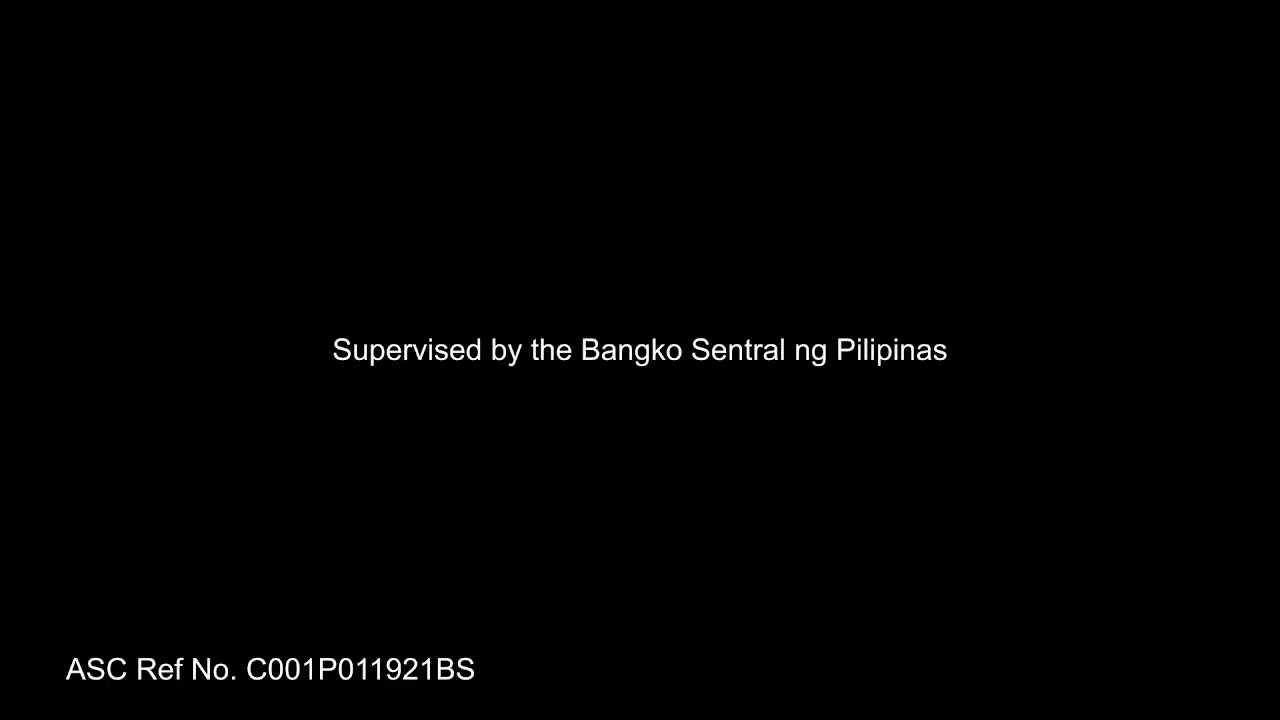 Supervised by the Bangko Sentral ng Pilipinas
ASC Ref No. C001P011921BS